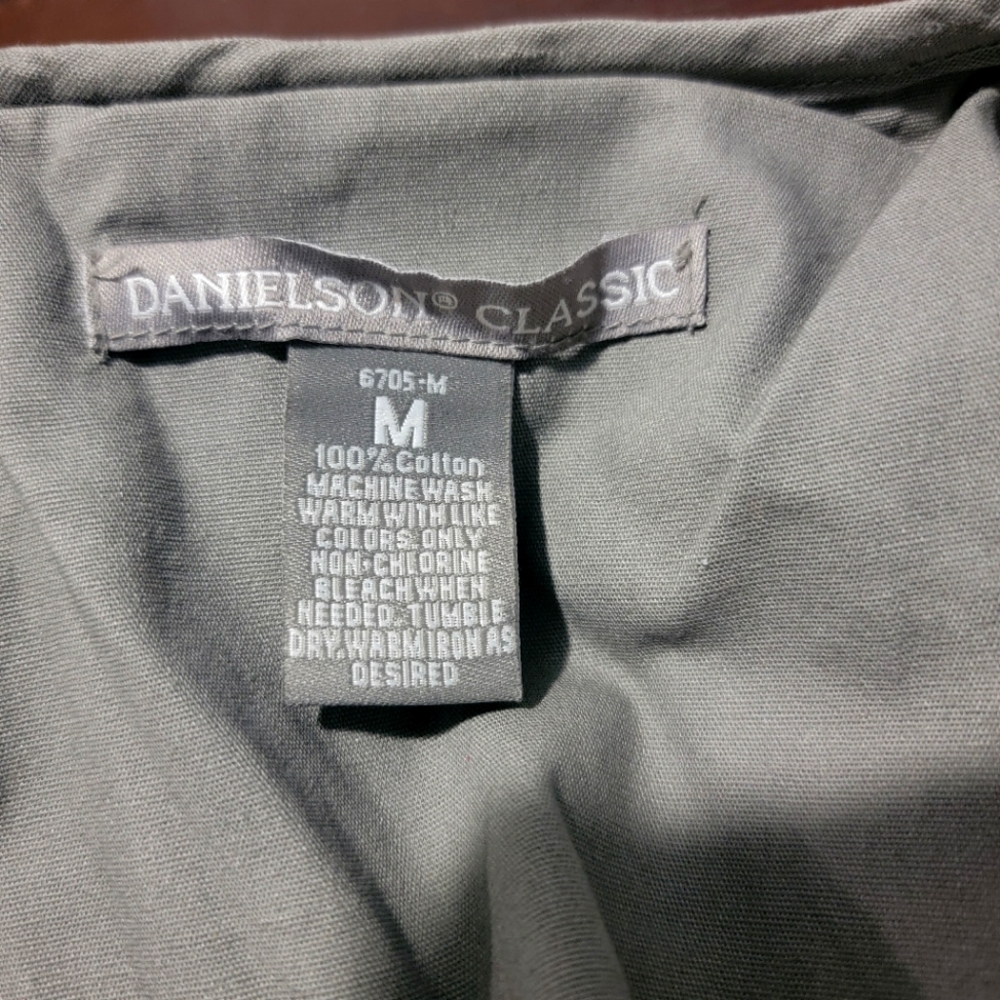 DANIELSON® CLASSIC
6705-M
M
100% Cotton
MACHINE WASH
WARM WITH LIKE
COLORS. ONLY
NON-CHLORINE
BLEACH WHEN
NEEDED. TUMBLE
DRY. WARM IRON AS
DESIRED